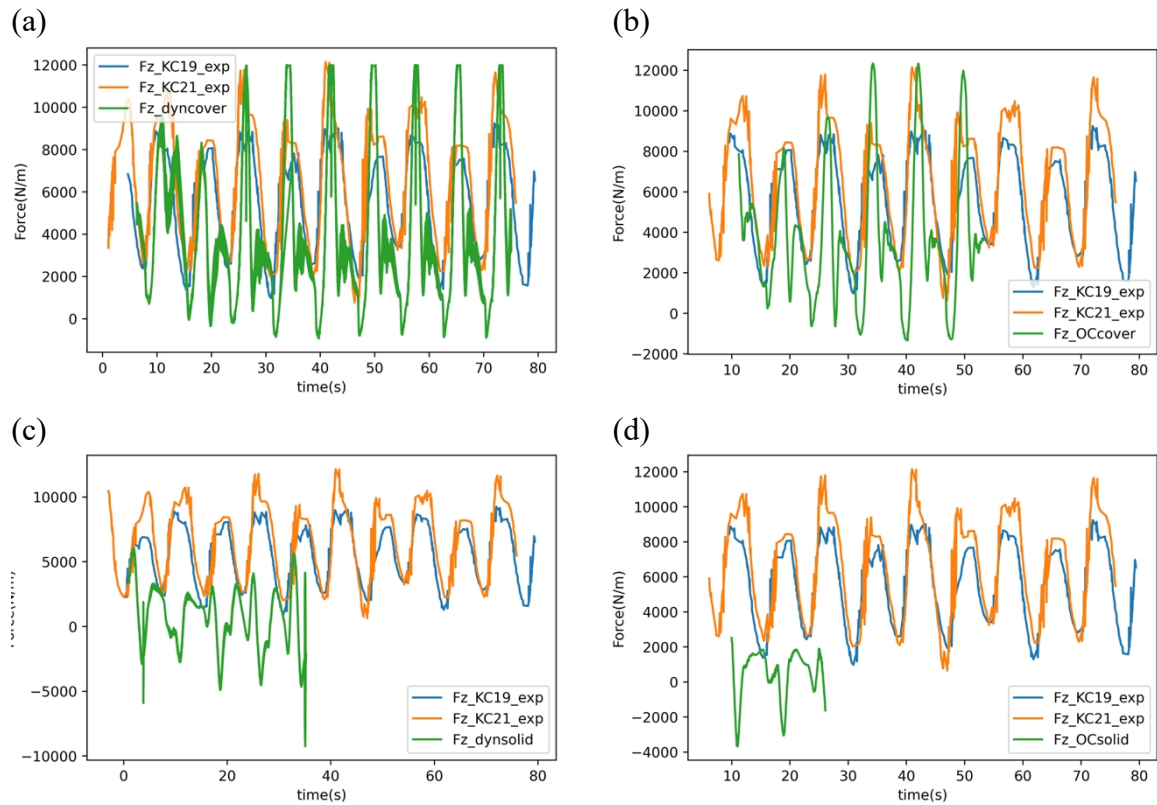 (a)
(b)
12000
10000
8000
6000
4000
2000
0
Force(N/m)
Fz_KC19_exp
Fz_KC21_exp
Fz_dyncover
0 10 20 30 40 50 60 70 80
time(s)
12000
10000
8000
6000
4000
2000
0
−2000
Force(N/m)
Fz_KC19_exp
Fz_KC21_exp
Fz_OCcover
10 20 30 40 50 60 70 80
time(s)
(c)
(d)
10000
5000
0
−5000
−10000
Force(N/m)
Fz_KC19_exp
Fz_KC21_exp
Fz_dynsolid
0 20 40 60 80
time(s)
12000
10000
8000
6000
4000
2000
0
−2000
−4000
Force(N/m)
Fz_KC19_exp
Fz_KC21_exp
Fz_OCsolid
10 20 30 40 50 60 70 80
time(s)